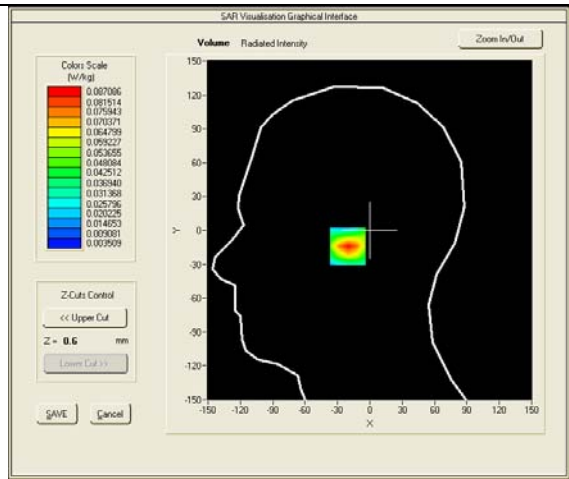 SAR Visualisation Graphical Interface
Volume Radiated Intensity
Zoom In/Out
Colors Scale
(W/kg)
0.087086
0.081514
0.075943
0.070371
0.064799
0.059227
0.053655
0.048084
0.042512
0.036940
0.031368
0.025796
0.020225
0.014653
0.009081
0.003509
Z-Cuts Control
<< Upper Cut
Z = 0.6 mm
Lower Cut >>
SAVE Cancel
150
120
90
60
30
0
-30
-60
-90
-120
-150
Y
-150 -120 -90 -60 -30 0 30 60 90 120 150
X